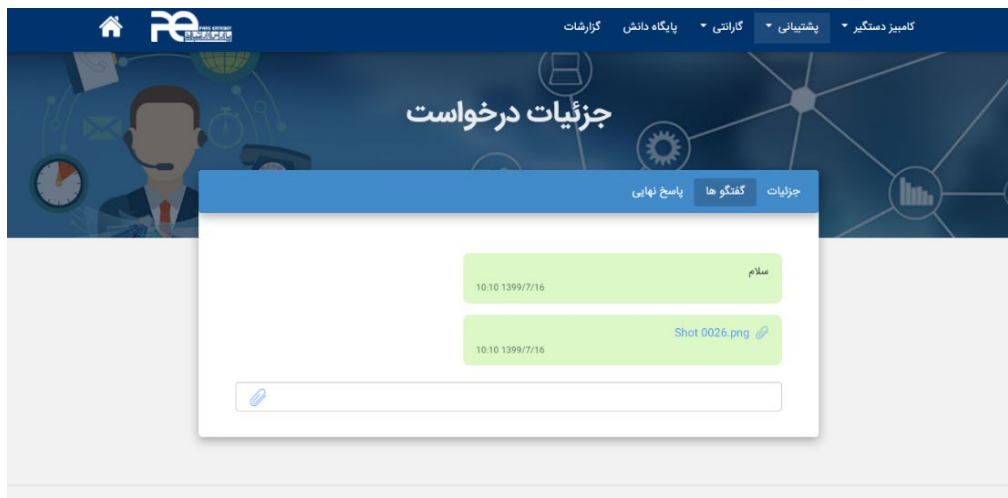 کامبیز دستگیر پشتیبانی گارانتی پایگاه دانش گزارشات
جزئیات درخواست
جزئیات گفتگو ها پاسخ نهایی
سلام
10:10 1399/7/16
Shot 0026.png
10:10 1399/7/16